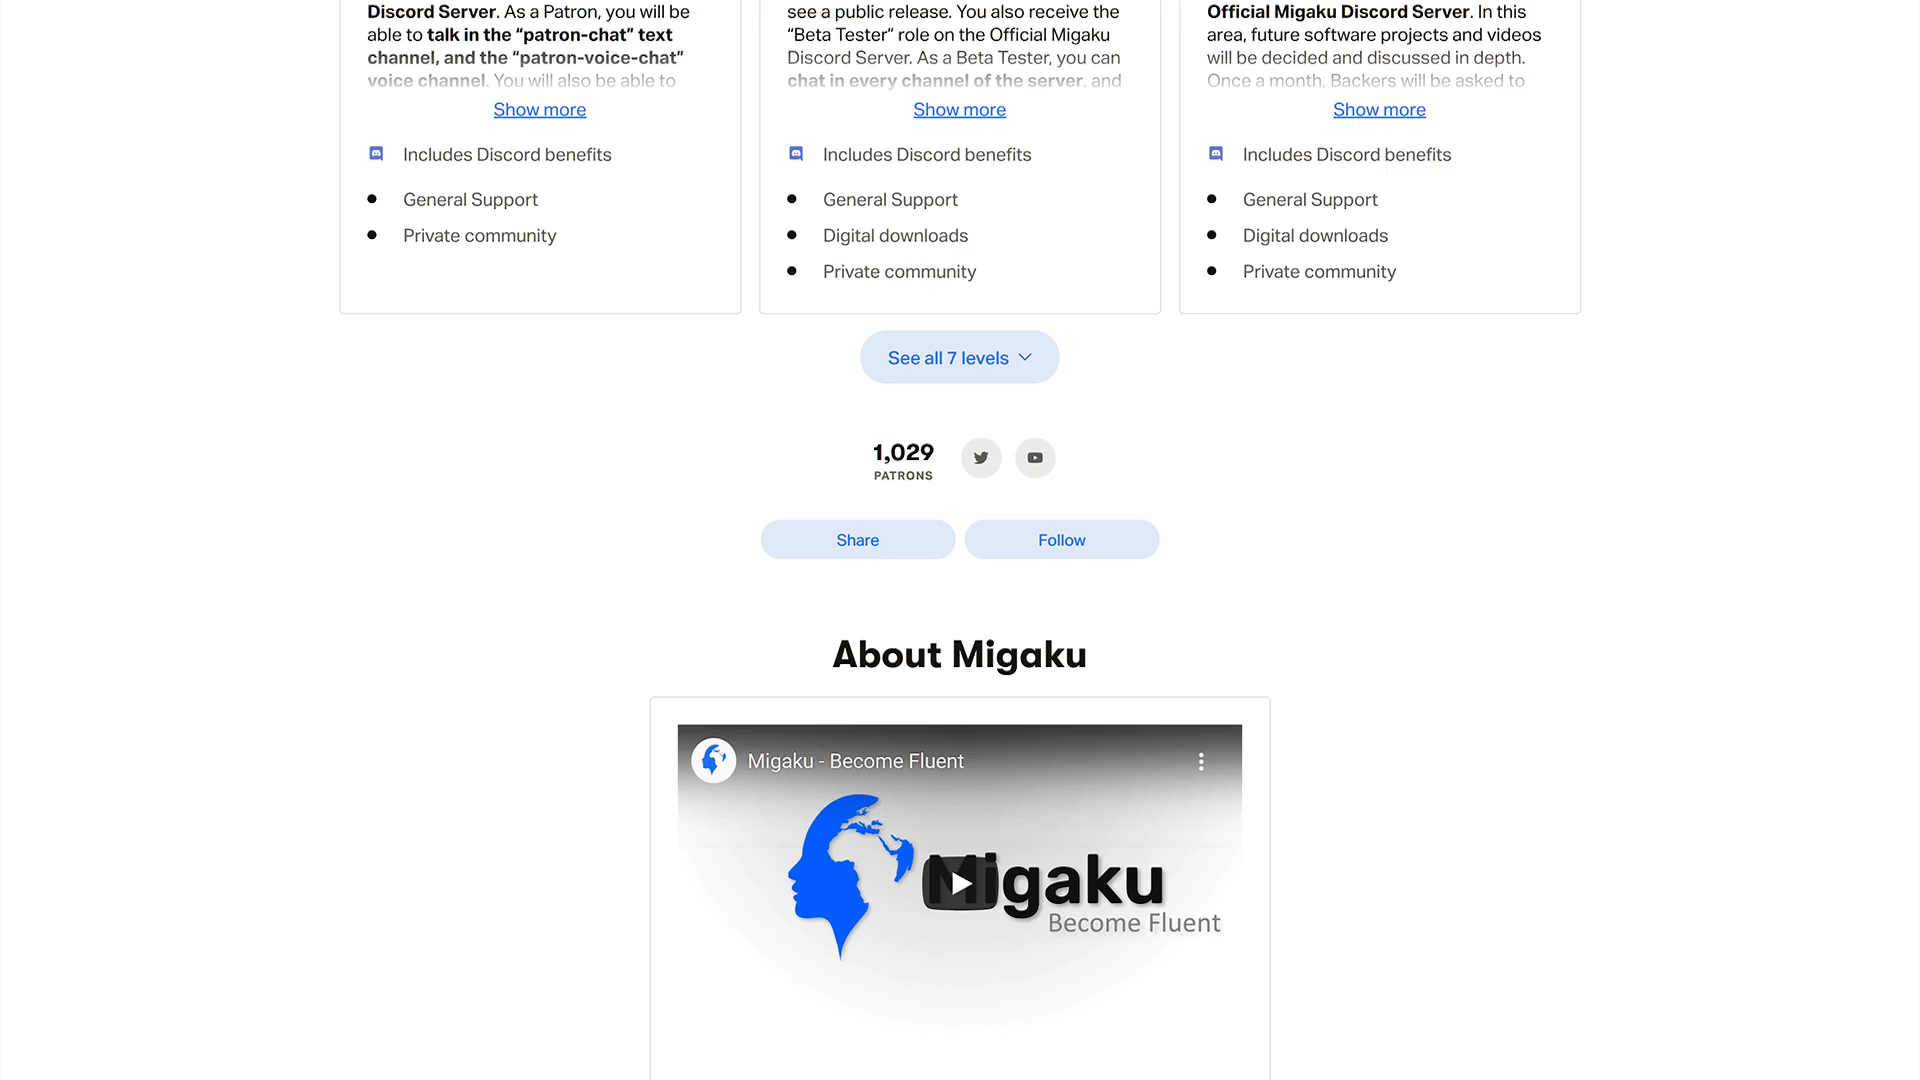 Discord Server. As a Patron, you will be
able to talk in the “patron-chat” text
channel, and the “patron-voice-chat”
voice channel. You will also be able to
Show more
Includes Discord benefits
General Support
Private community
see a public release. You also receive the
“Beta Tester” role on the Official Migaku
Discord Server. As a Beta Tester, you can
chat in every channel of the server, and
Show more
Includes Discord benefits
General Support
Digital downloads
Private community
Official Migaku Discord Server. In this
area, future software projects and videos
will be decided and discussed in depth.
Once a month, Backers will be asked to
Show more
Includes Discord benefits
General Support
Digital downloads
Private community
See all 7 levels
1,029
PATRONS
Share
Follow
About Migaku
Migaku - Become Fluent
Migaku
Become Fluent